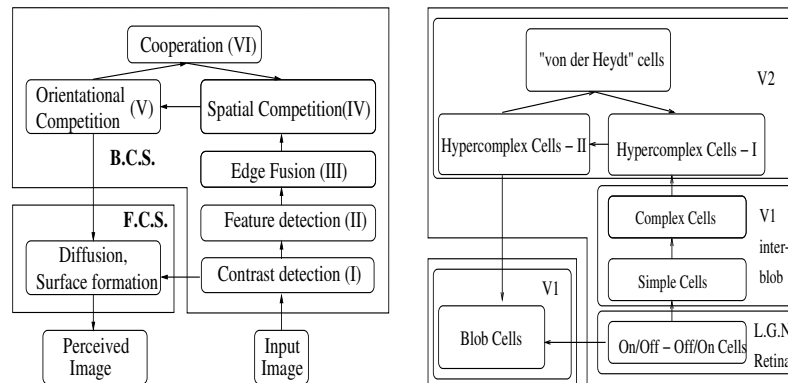 Cooperation (VI)
Orientational
Competition
(V)
Spatial Competition(IV)
B.C.S.
Edge Fusion (III)
F.C.S.
Feature detection (II)
Diffusion,
Surface formation
Contrast detection (I)
Perceived
Image
Input
Image
"von der Heydt" cells
V2
Hypercomplex Cells – II
Hypercomplex Cells – I
Complex Cells
V1
inter-
blob
Simple Cells
V1
Blob Cells
On/Off – Off/On Cells
L.G.N
Retina